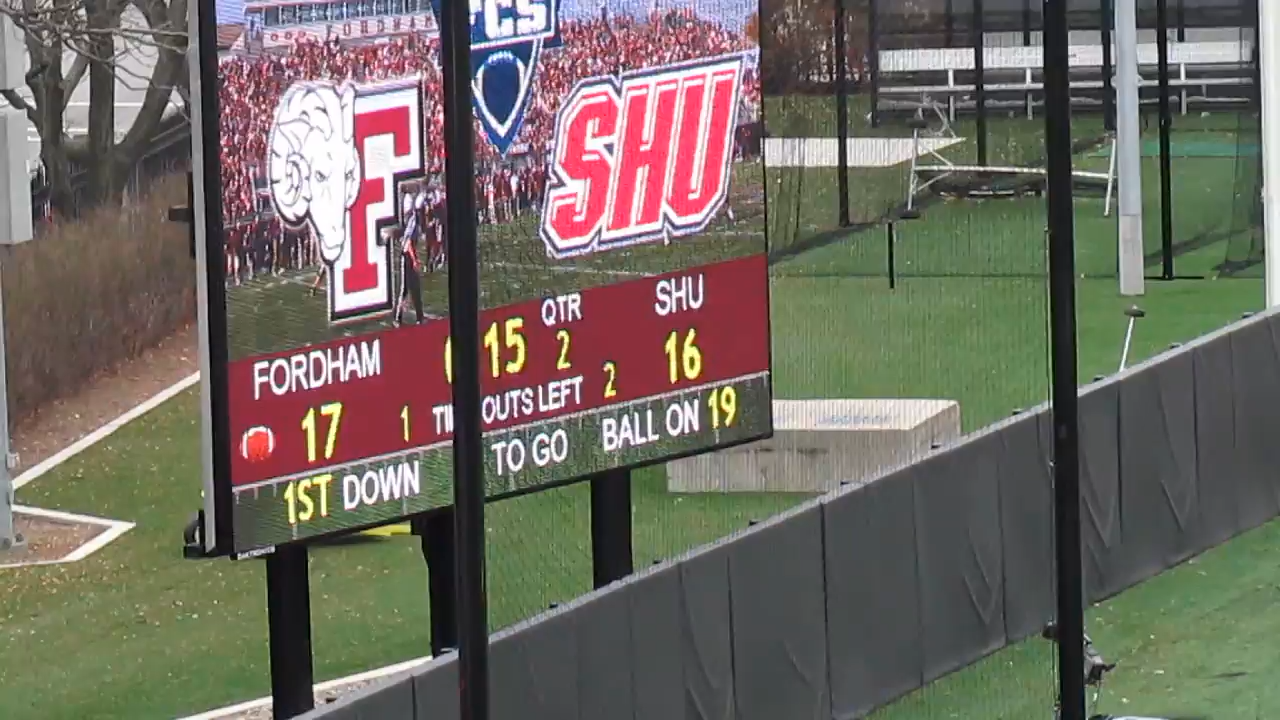 FCS
F
SHU
FORDHAM
15
QTR
2
SHU
16
17
1
OUTS LEFT
2
1ST DOWN
TO GO
BALL ON 19
DAKTRONICS